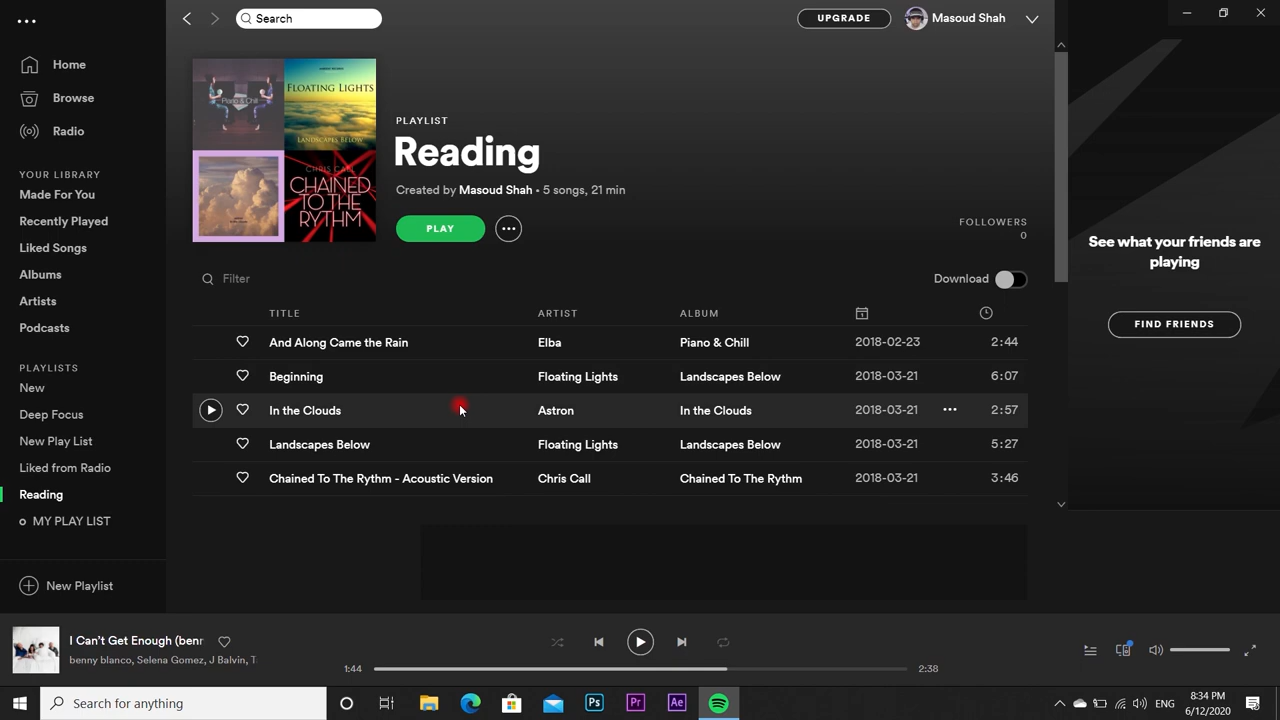 Search
UPGRADE
Masoud Shah
Home
Browse
Radio
YOUR LIBRARY
Made For You
Recently Played
Liked Songs
Albums
Artists
Podcasts
PLAYLISTS
New
Deep Focus
New Play List
Liked from Radio
Reading
MY PLAY LIST
New Playlist
Piano & Chill
FLOATING LIGHTS
LANDSCAPES BELOW
CHRIS CALL
CHAINED
TO THE
RYTHM
PLAYLIST
Reading
Created by Masoud Shah • 5 songs, 21 min
PLAY
FOLLOWERS
0
Filter
Download
TITLE ARTIST ALBUM
And Along Came the Rain Elba Piano & Chill 2018-02-23 2:44
Beginning Floating Lights Landscapes Below 2018-03-21 6:07
In the Clouds Astron In the Clouds 2018-03-21 2:57
Landscapes Below Floating Lights Landscapes Below 2018-03-21 5:27
Chained To The Rythm - Acoustic Version Chris Call Chained To The Rythm 2018-03-21 3:46
See what your friends are
playing
FIND FRIENDS
I Can't Get Enough (benr
benny blanco, Selena Gomez, J Balvin, T
1:44
2:38
Search for anything
Ps
Pr
Ae
ENG
8:34 PM
6/12/2020